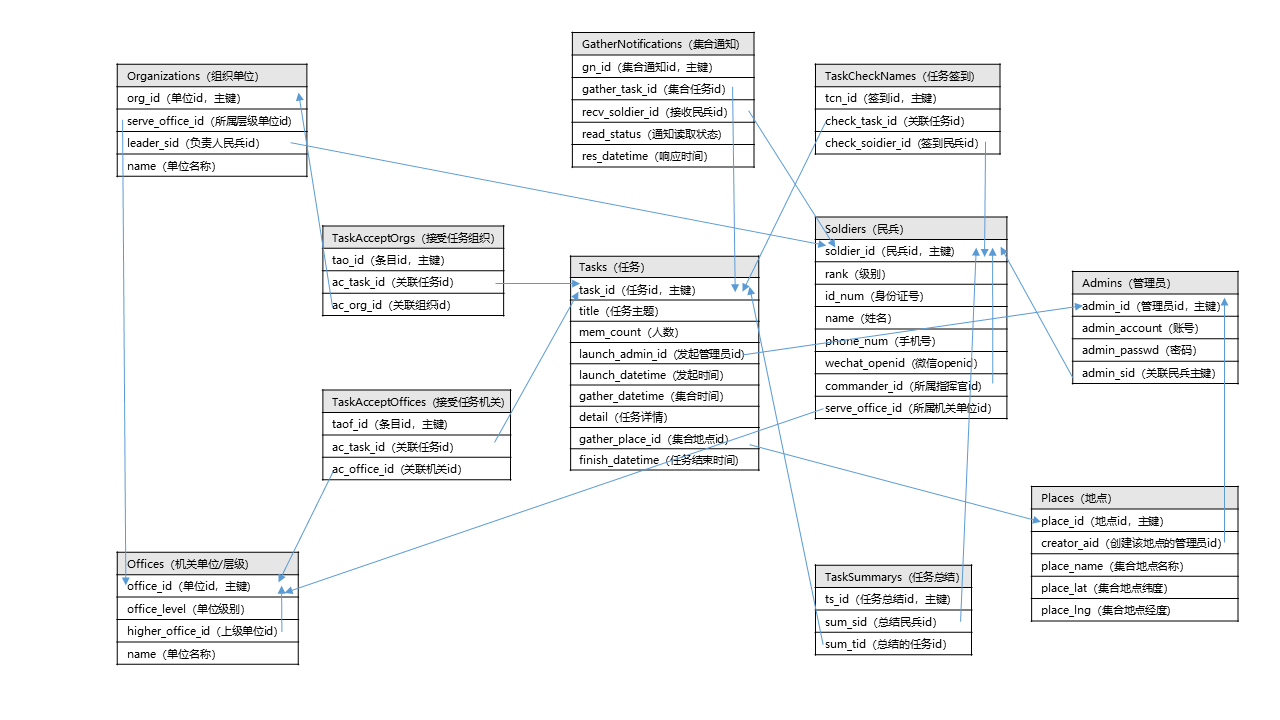 Organizations（组织单位）
org_id（单位id，主键）
serve_office_id（所属层级单位id）
leader_sid（负责人民兵id）
name（单位名称）
GatherNotifications（集合通知）
gn_id（集合通知id，主键）
gather_task_id（集合任务id）
recv_soldier_id（接收民兵id）
read_status（通知读取状态）
res_datetime（响应时间）
TaskCheckNames（任务签到）
tcn_id（签到id，主键）
check_task_id（关联任务id）
check_soidier_id（签到民兵id）
TaskAcceptOrgs（接受任务组织）
tao_id（条目id，主键）
ac_task_id（关联任务id）
ac_org_id（关联组织id）
Tasks（任务）
task_id（任务id，主键）
title（任务主题）
mem_count（人数）
launch_admin_id（发起管理员id）
launch_datetime（发起时间）
gather_datetime（集合时间）
detail（任务详情）
gather_place_id（集合地点id）
finish_datetime（任务结束时间）
Soldiers（民兵）
soldier_id（民兵id，主键）
rank（级别）
id_num（身份证号）
name（姓名）
phone_num（手机号）
wechat_openid（微信openid）
commander_id（所属指挥官id）
serve_office_id（所属机关单位id）
Admins（管理员）
admin_id（管理员id，主键）
admin_account（账号）
admin_passwd（密码）
admin_sid（关联民兵主键）
TaskAcceptOffices（接受任务机关）
taof_id（条目id，主键）
ac_task_id（关联任务id）
ac_office_id（关联机关id）
Places（地点）
place_id（地点id，主键）
creator_aid（创建该地点的管理员id）
place_name（集合地点名称）
place_lat（集合地点纬度）
place_lng（集合地点经度）
Offices（机关单位/层级）
office_id（单位id，主键）
office_level（单位级别）
higher_office_id（上级单位id）
name（单位名称）
TaskSummarys（任务总结）
ts_id（任务总结id，主键）
sum_sid（总结民兵id）
sum_tid（总结的任务id）